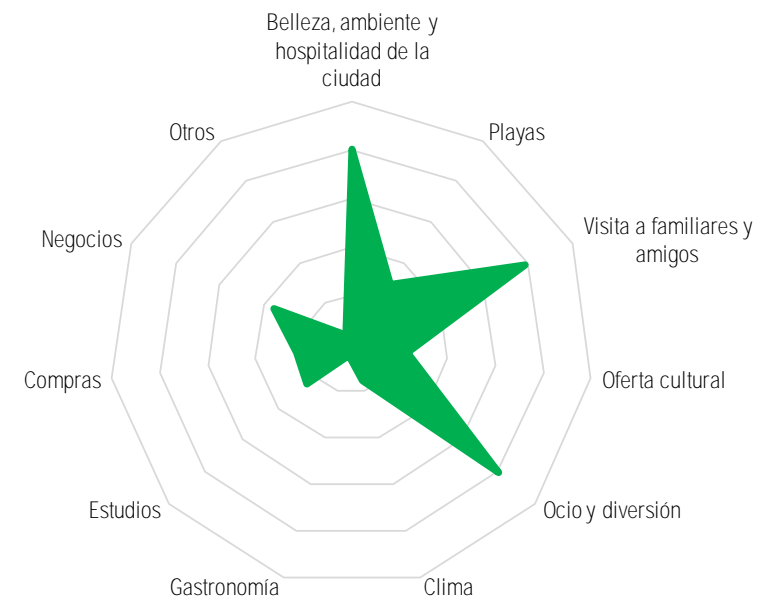 Belleza, ambiente y
hospitalidad de la
ciudad
Otros
Playas
Negocios
Visita a familiares y
amigos
Compras
Oferta cultural
Estudios
Ocio y diversión
Gastronomía
Clima